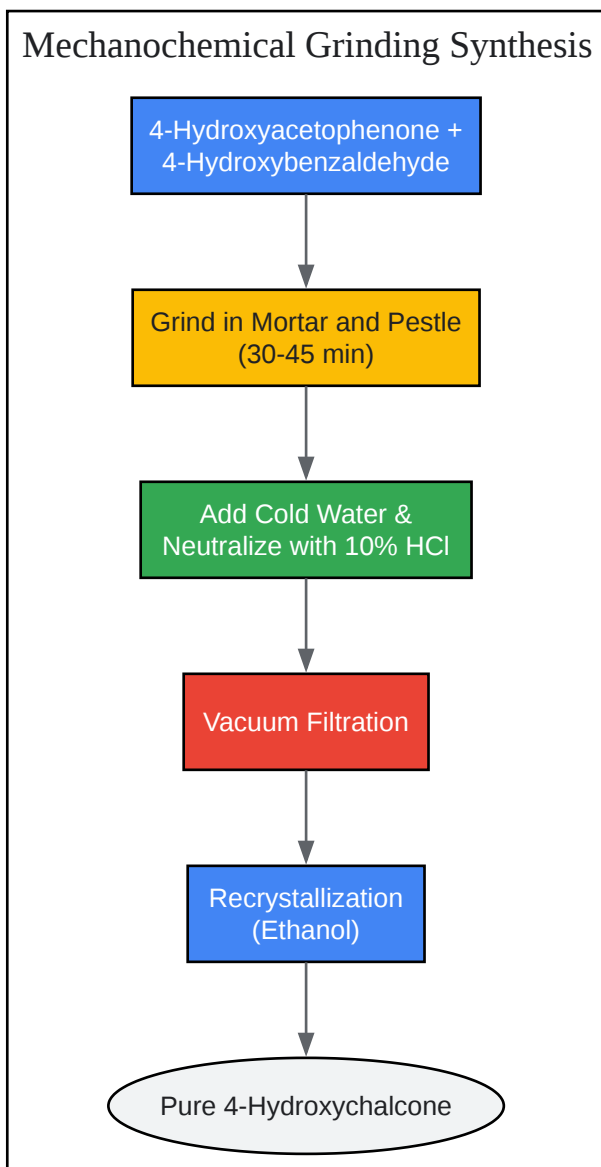 Mechanochemical Grinding Synthesis
4-Hydroxyacetophenone +
4-Hydroxybenzaldehyde
Grind in Mortar and Pestle
(30-45 min)
Add Cold Water &
Neutralize with 10% HCl
Vacuum Filtration
Recrystallization
(Ethanol)
Pure 4-Hydroxychalcone